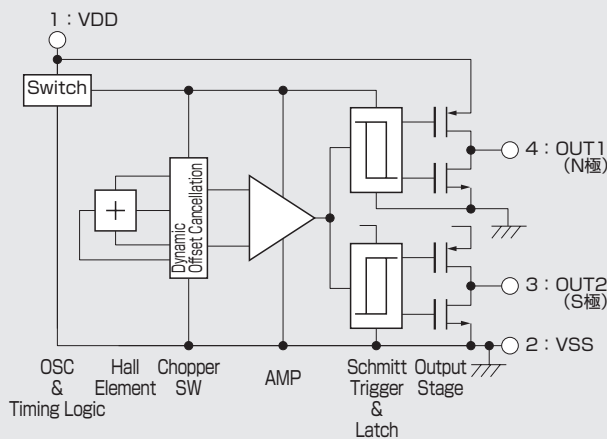 1：VDD
Switch
4：OUT1
（N極）
Dynamic
Offset Cancellation
3：OUT2
（S極）
2：VSS
OSC
&
Timing Logic
Hall
Element
Chopper
SW
AMP
Schmitt
Trigger
&
Latch
Output
Stage